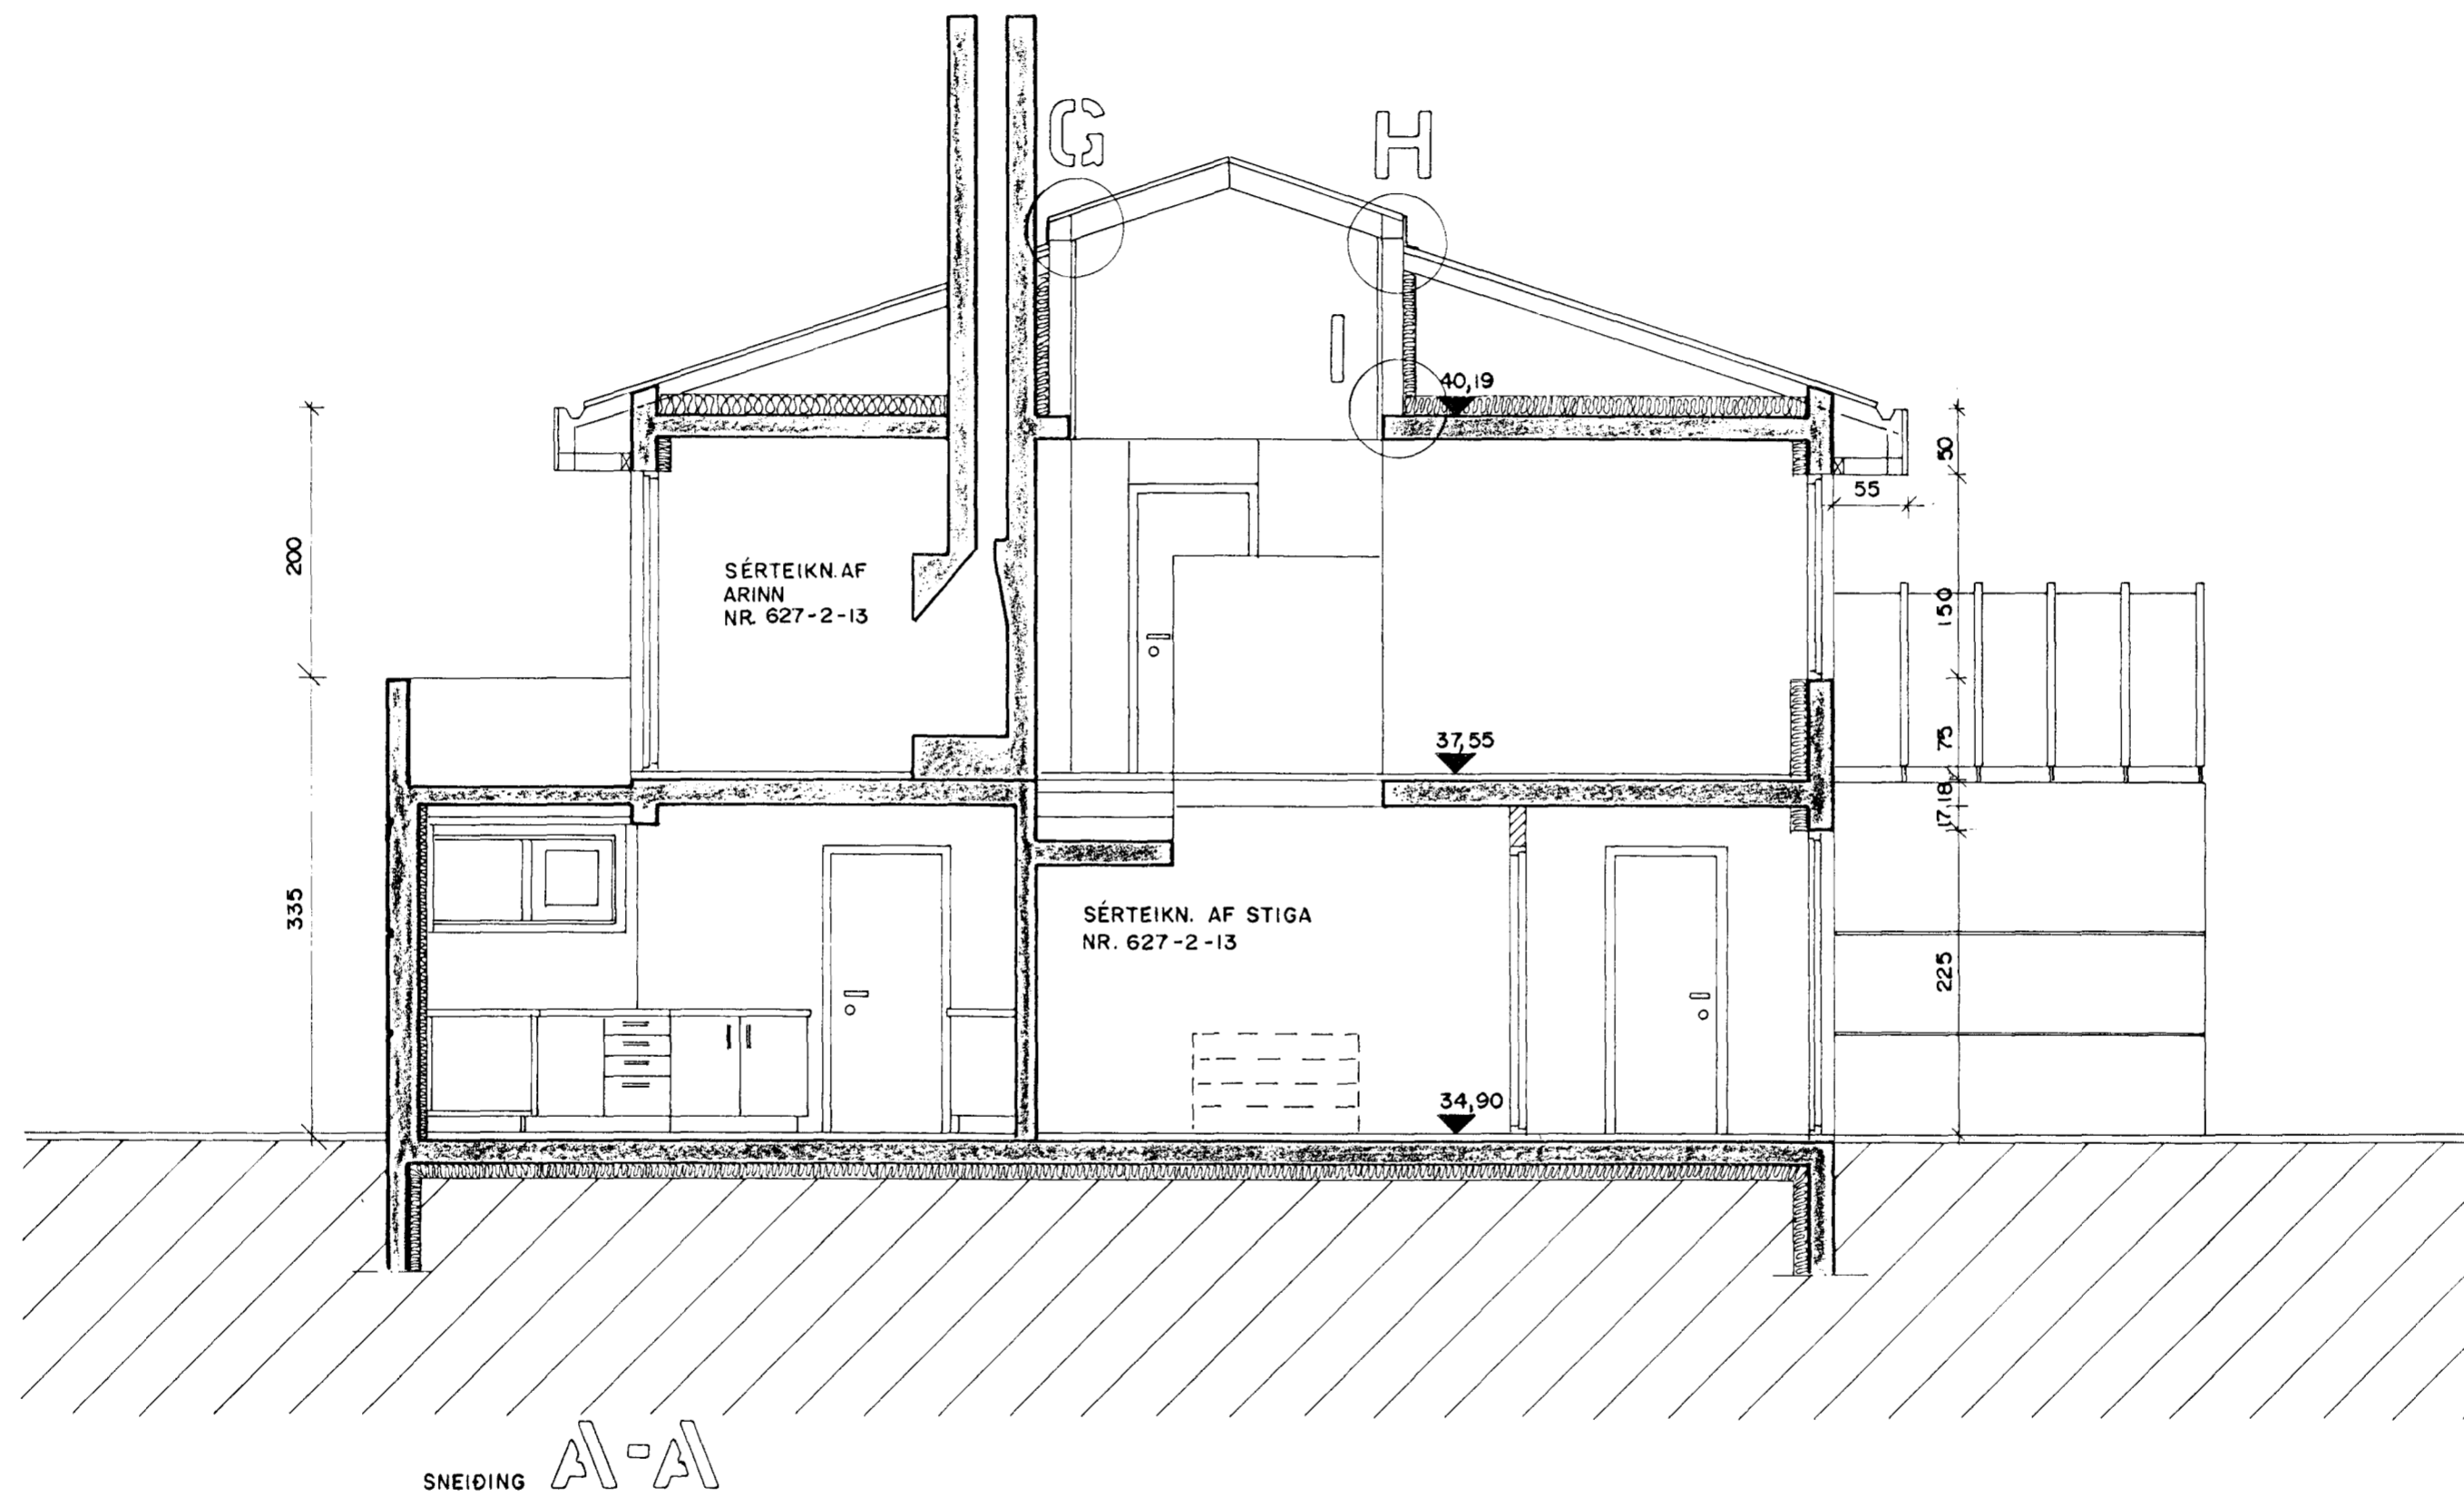 G
H
I
40,19
50
55
200
SÉRTEIKN. AF
ARINN
NR. 627-2-13
150
37,55
75
17,18
335
SÉRTEIKN. AF STIGA
NR. 627-2-13
225
34,90
SNEIÐING A-A